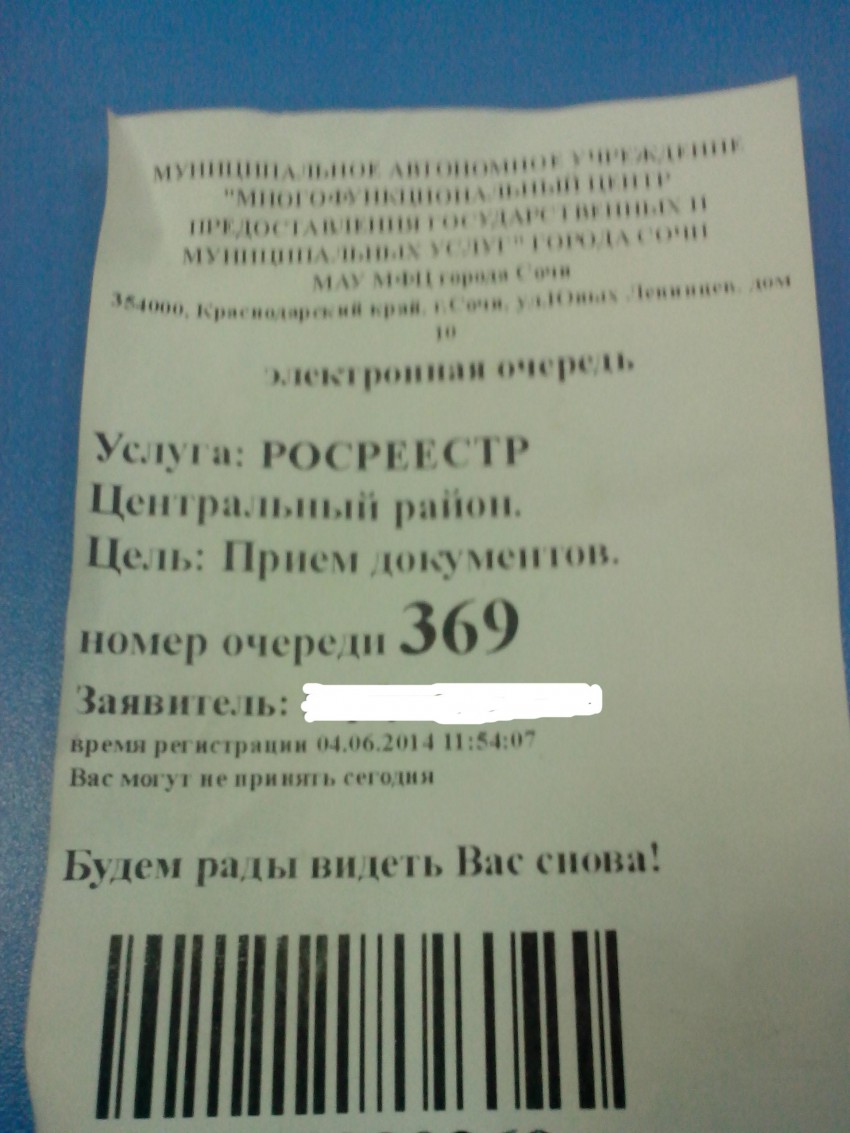 МУНИЦИПАЛЬНОЕ АВТОНОМНОЕ УЧРЕЖДЕНИЕ
"МНОГОФУНКЦИОНАЛЬНЫЙ ЦЕНТР
ПРЕДОСТАВЛЕНИЯ ГОСУДАРСТВЕННЫХ И
МУНИЦИПАЛЬНЫХ УСЛУГ" ГОРОДА СОЧИ
МАУ МФЦ города Сочи
354000, Краснодарский край, г.Сочи, ул.Юных Ленинцев, дом
10
электронная очередь
Услуга: РОСРЕЕСТР
Центральный район.
Цель: Прием документов.
номер очереди 369
Заявитель:
время регистрации 04.06.2014 11:54:07
Вас могут не принять сегодня
Будем рады видеть Вас снова!